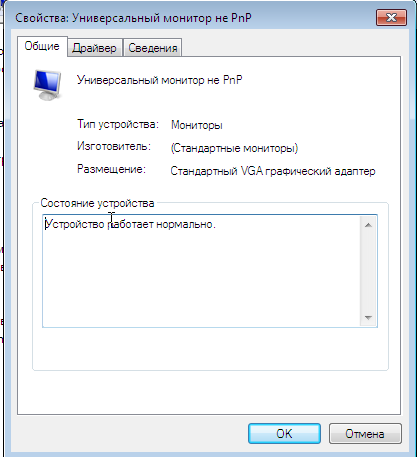 Свойства: Универсальный монитор не PnP
Общие Драйвер Сведения
Универсальный монитор не PnP
Тип устройства: Мониторы
Изготовитель: (Стандартные мониторы)
Размещение: Стандартный VGA графический адаптер
Состояние устройства
Устройство работает нормально.
OK Отмена